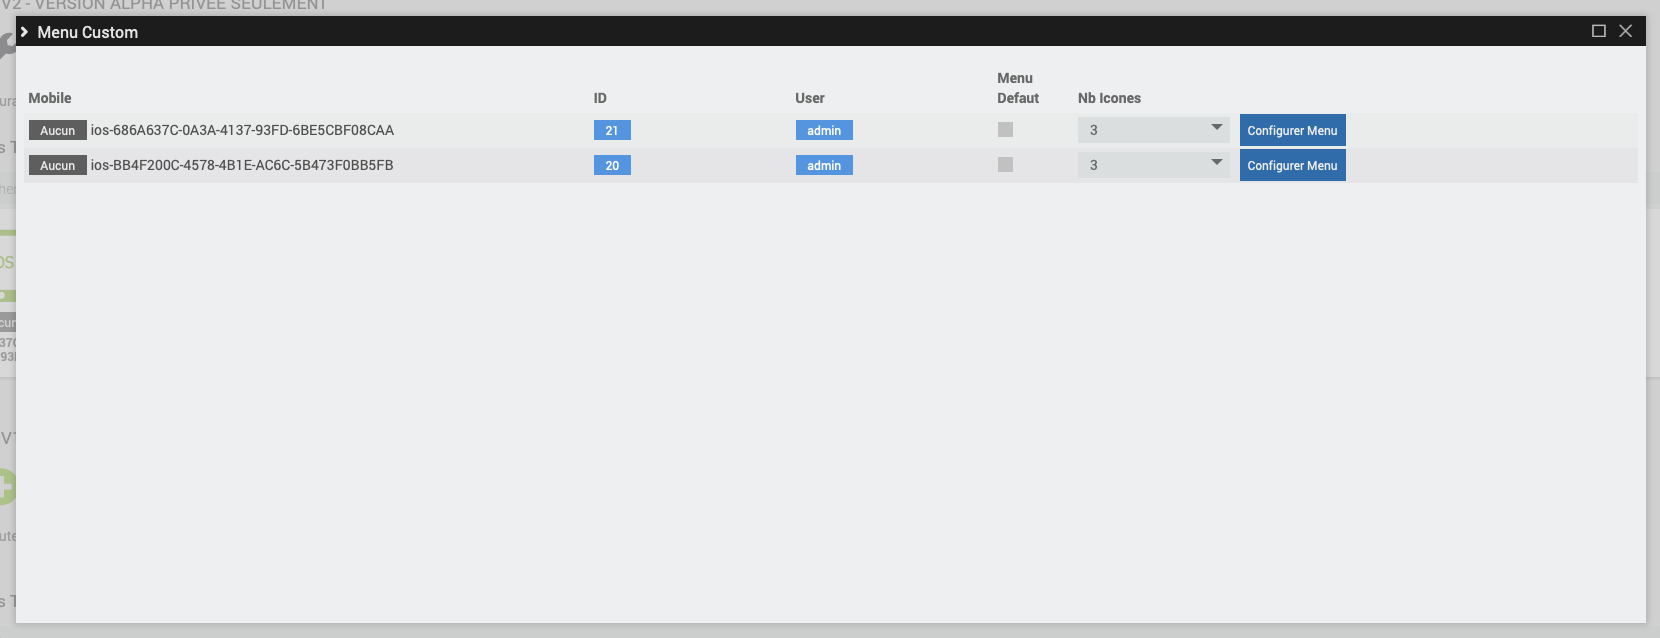 V2 - VERSION ALPHA PRIVEE SEULEMENT
Menu Custom
Mobile ID User Menu Defaut Nb Icones
Aucun ios-686A637C-0A3A-4137-93FD-6BE5CBF08CAA 21 admin 3 Configurer Menu
Aucun ios-BB4F200C-4578-4B1E-AC6C-5B473F0BB5FB 20 admin 3 Configurer Menu